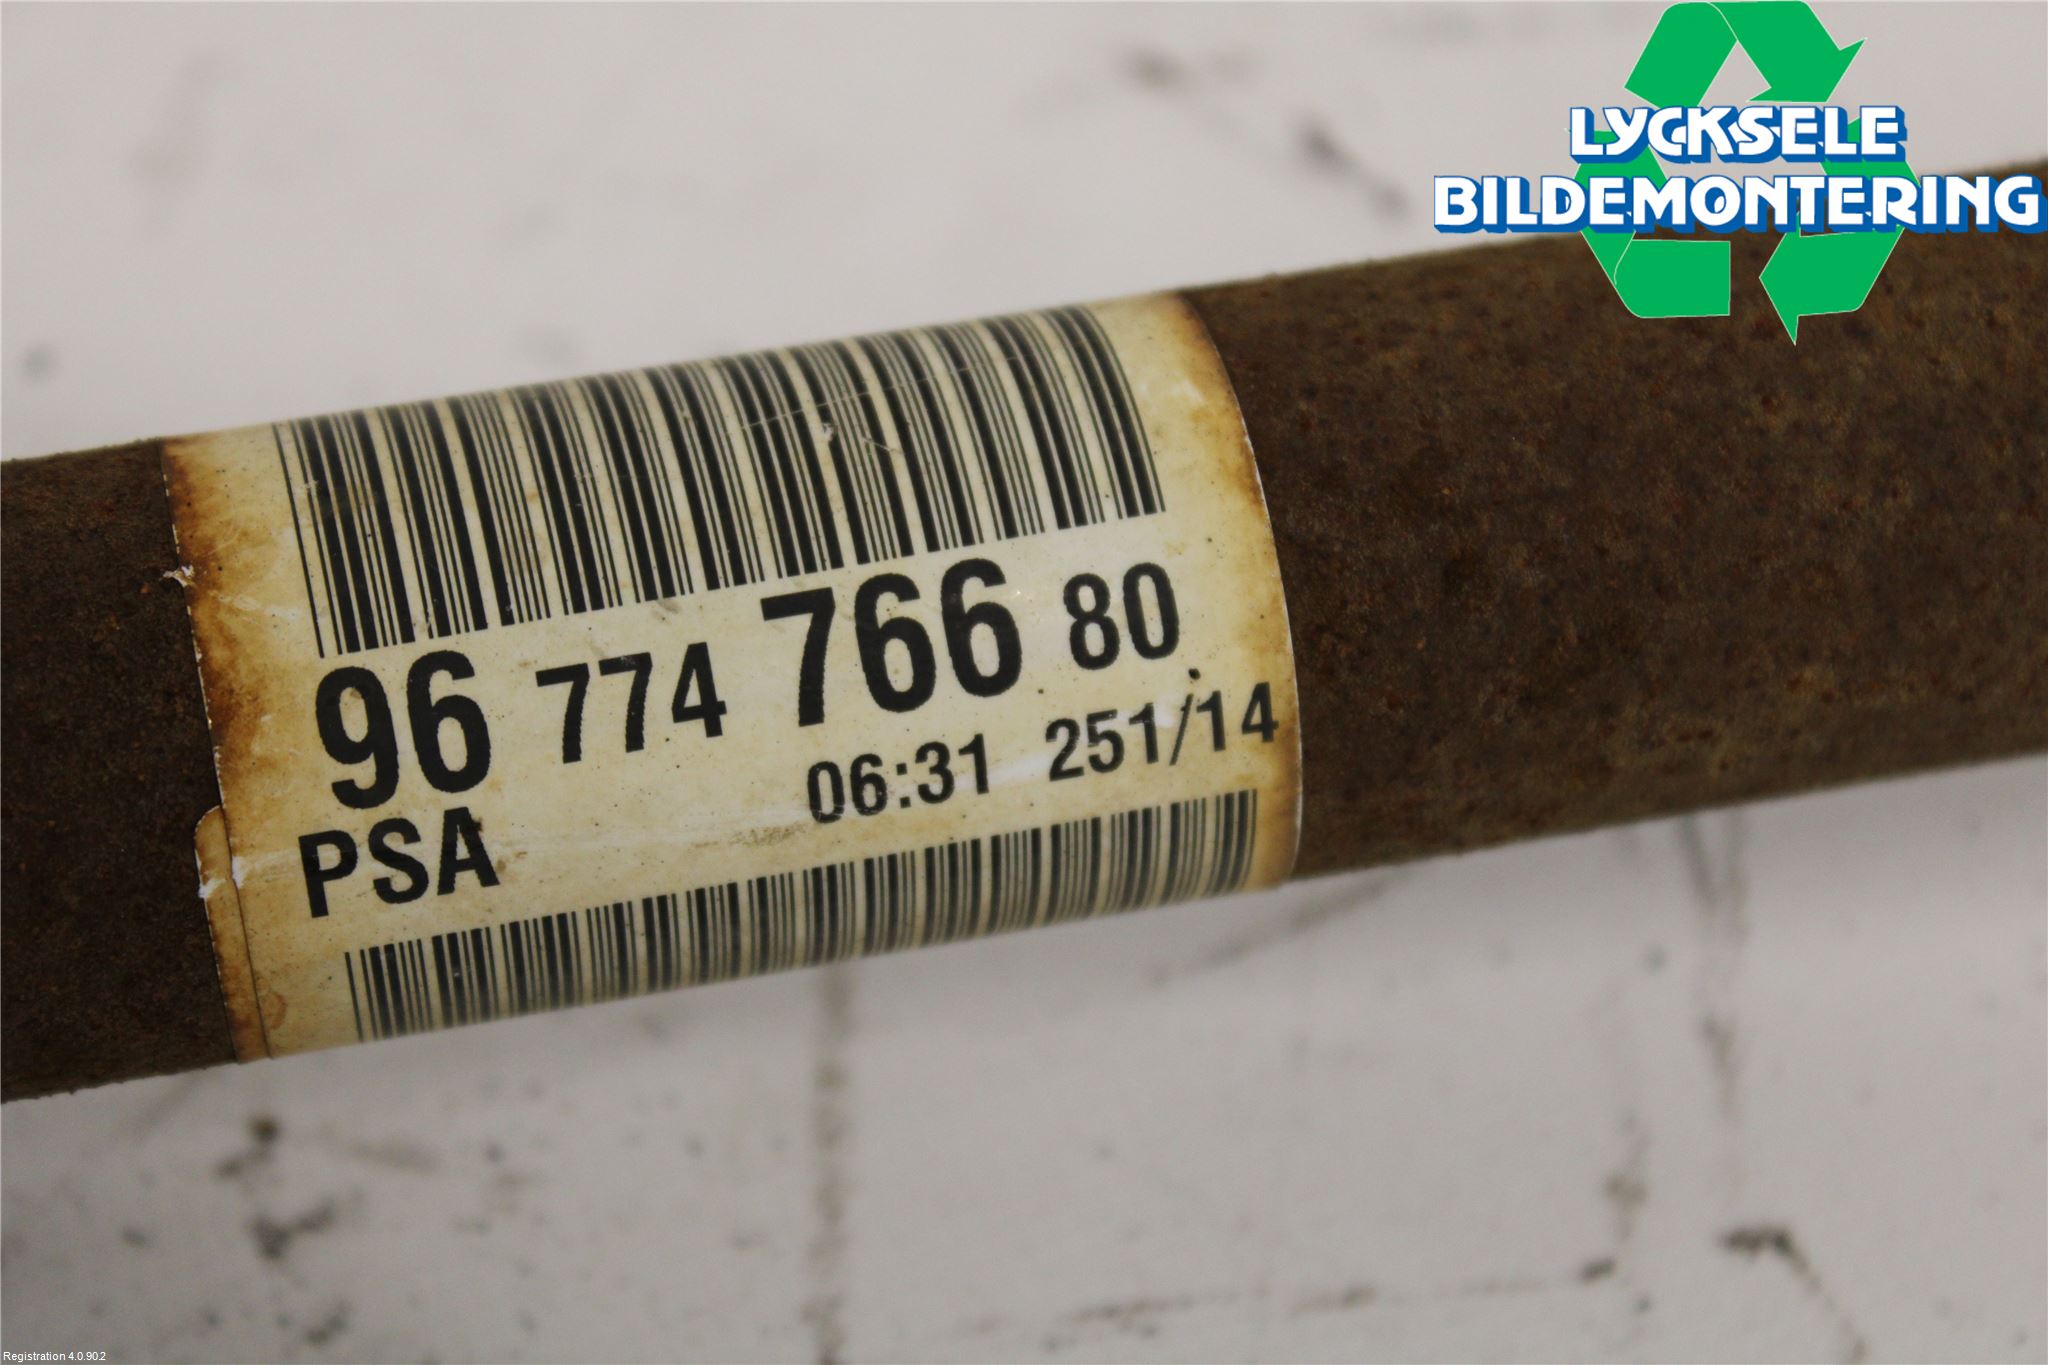 LYCKSELE
BILDEMONTERING
96 774 766 80
06:31 251/14
PSA
Registration 4.0.90.2